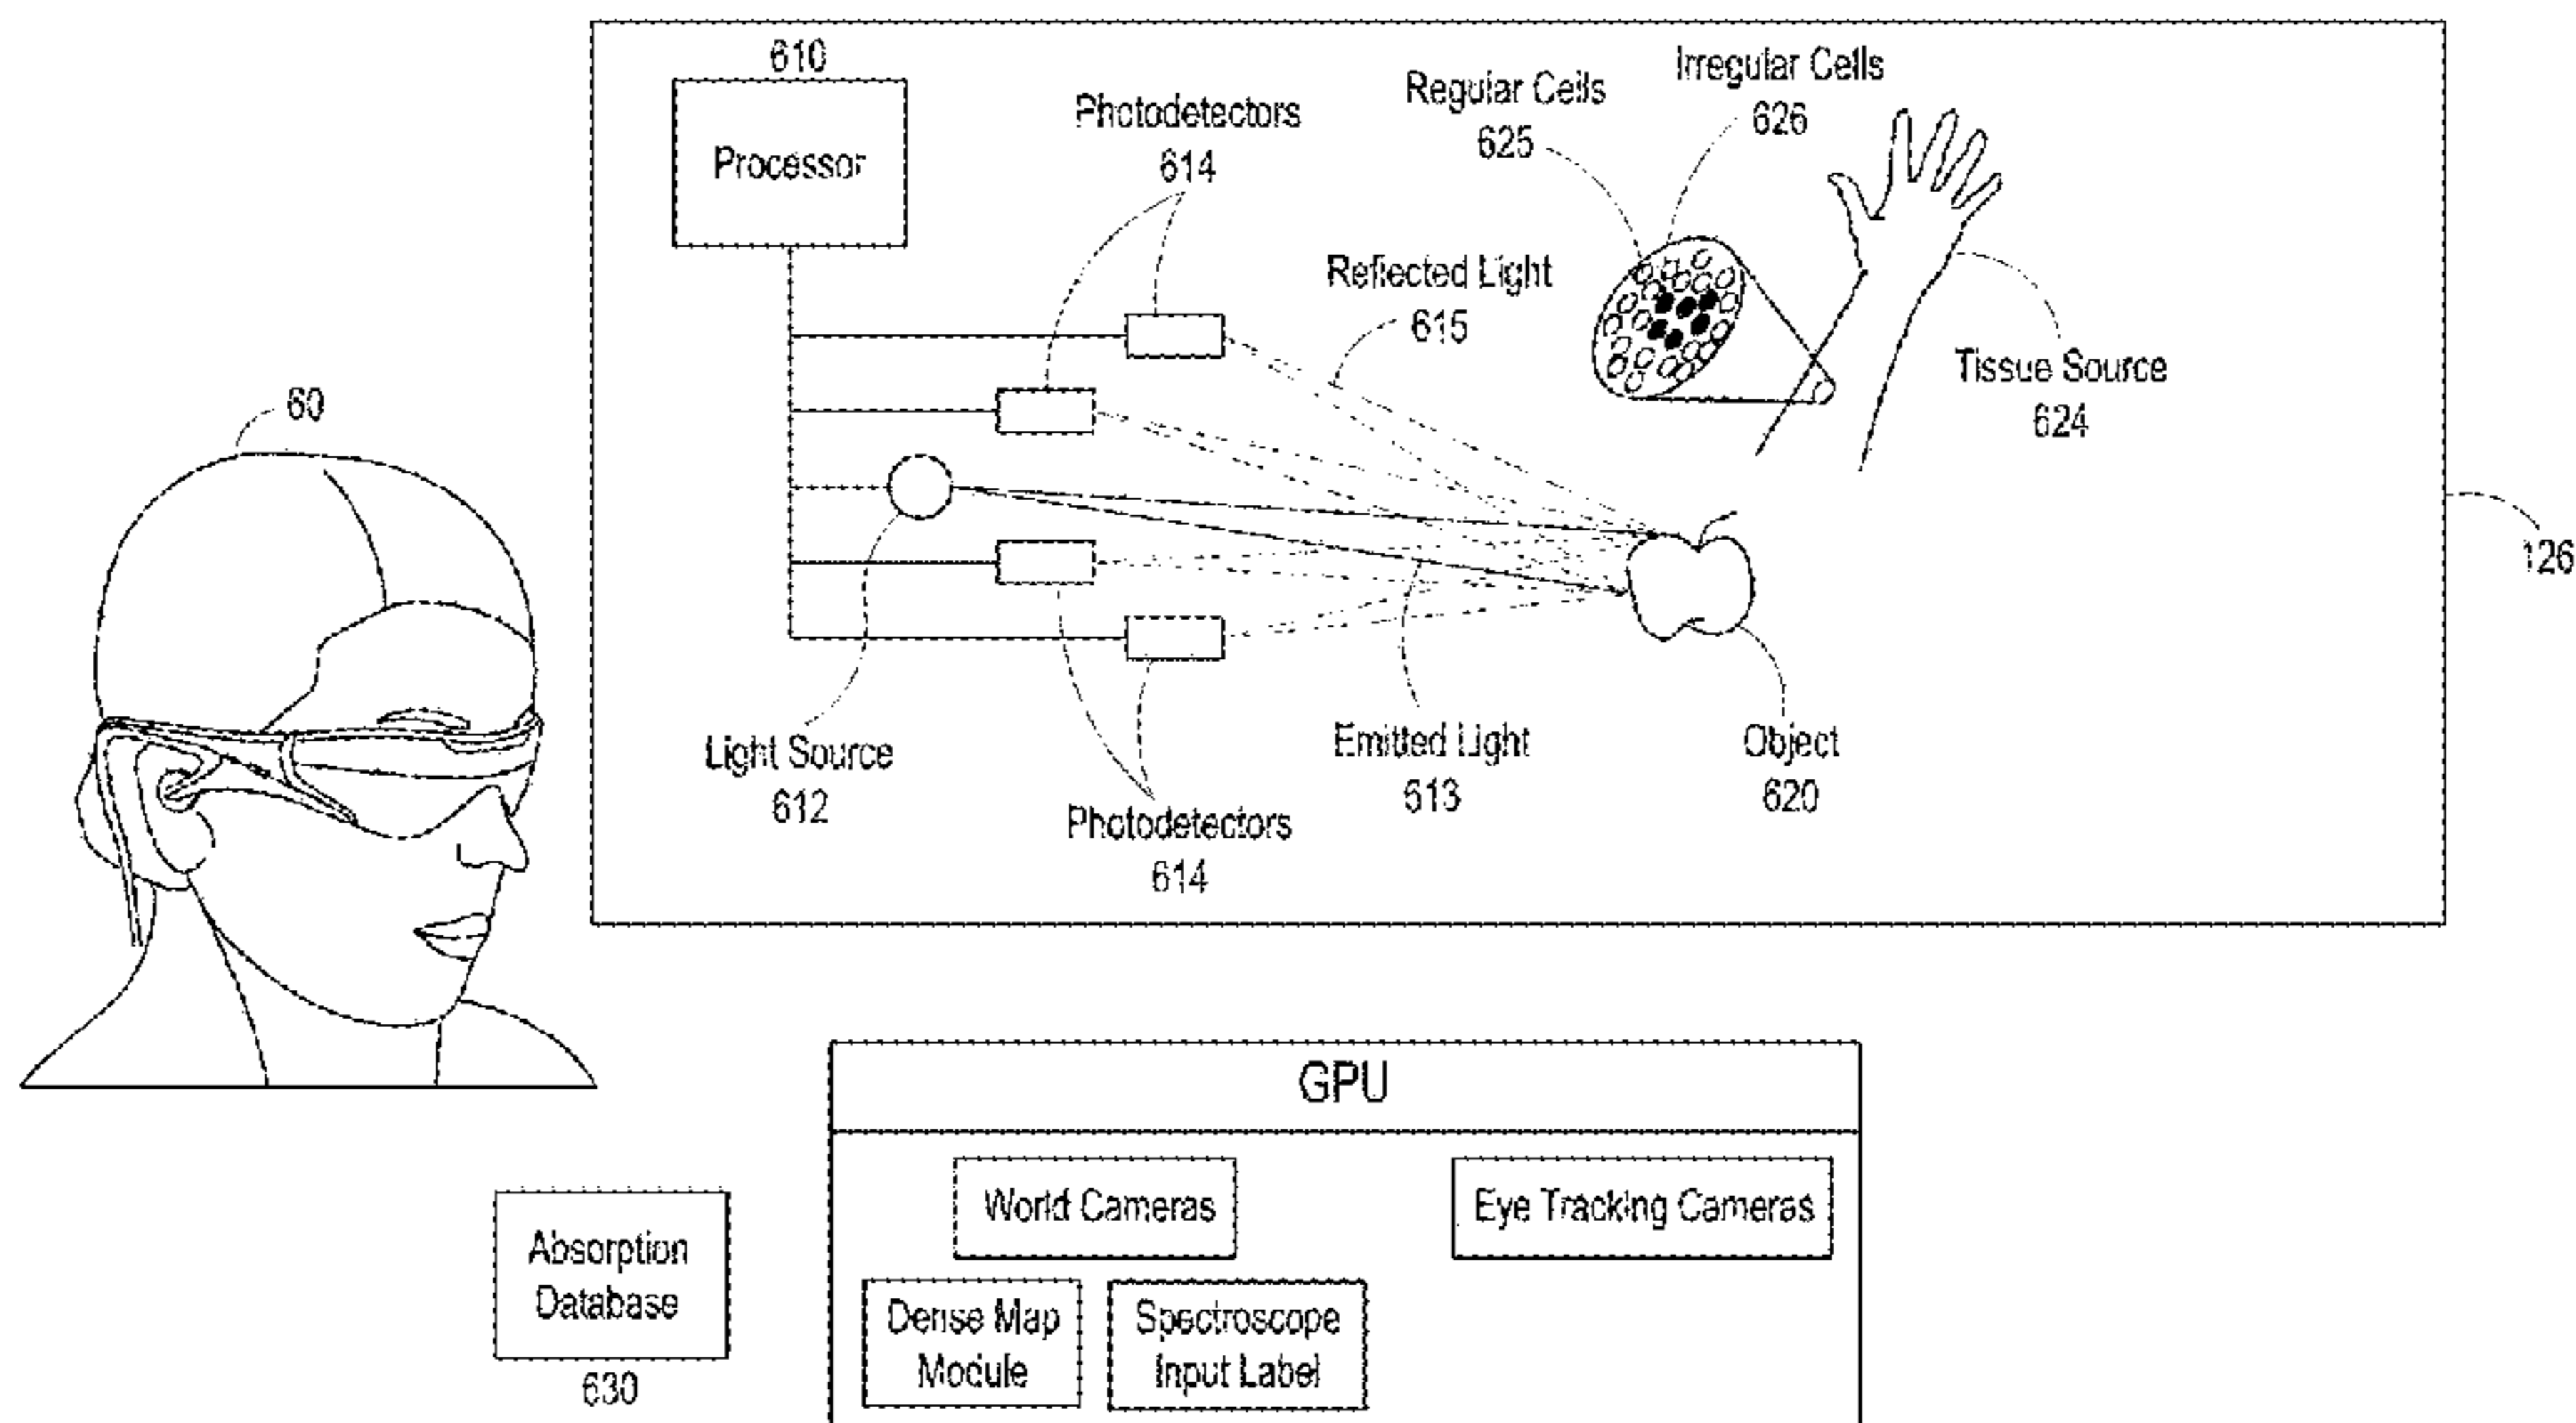 610
Processor
Photodetectors
614
Regular Cells
625
Irregular Cells
626
Reflected Light
615
Tissue Source
624
60
126
Light Source
612
Photodetectors
614
Emitted Light
613
Object
620
GPU
World Cameras
Eye Tracking Cameras
Absorption
Database
630
Dense Map
Module
Spectroscope
Input Label